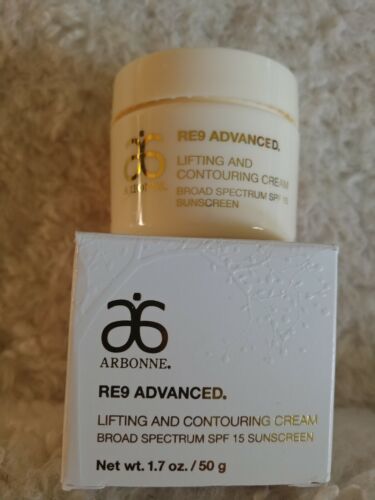 RE9 ADVANCED.
LIFTING AND
CONTOURING CREAM
BROAD SPECTRUM SPF 15
SUNSCREEN
ARBONNE.
ARBONNE.
RE9 ADVANCED.
LIFTING AND CONTOURING CREAM
BROAD SPECTRUM SPF 15 SUNSCREEN
Net wt. 1.7 oz. / 50 g